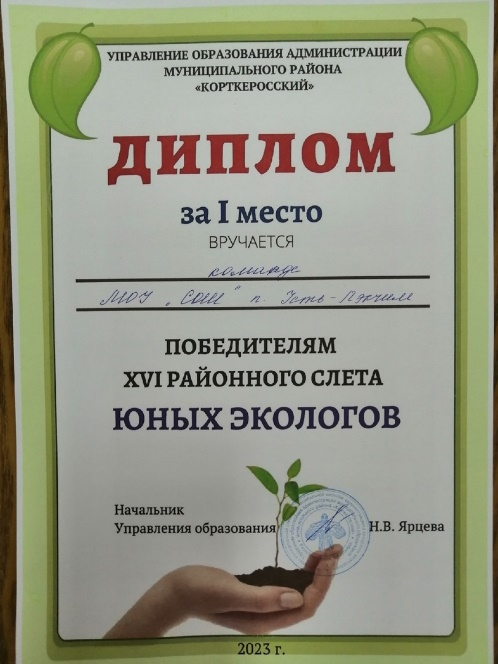 УПРАВЛЕНИЕ ОБРАЗОВАНИЯ АДМИНИСТРАЦИИ
МУНИЦИПАЛЬНОГО РАЙОНА
«КОРТКЕРОССКИЙ»
ДИПЛОМ
за I место
ВРУЧАЕТСЯ
команде
МОУ „СОШ" п. Усть-Лэкчим
ПОБЕДИТЕЛЯМ
XVI РАЙОННОГО СЛЕТА
ЮНЫХ ЭКОЛОГОВ
Начальник
Управления образования Н.В. Ярцева
2023 г.